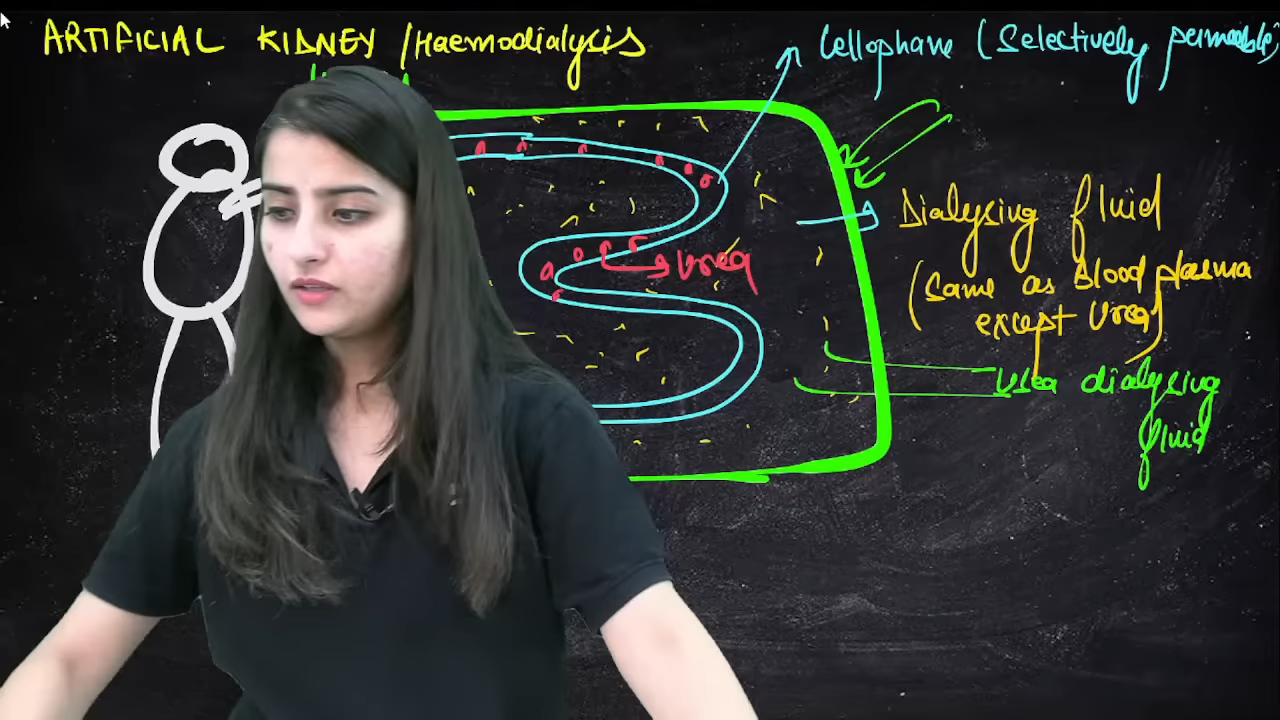 ARTIFICIAL KIDNEY / Haemodialysis
Cellophane (Selectively permeable)
Dialysing fluid
(Same as Blood plasma
except Urea)
Urea
Urea dialysing
fluid